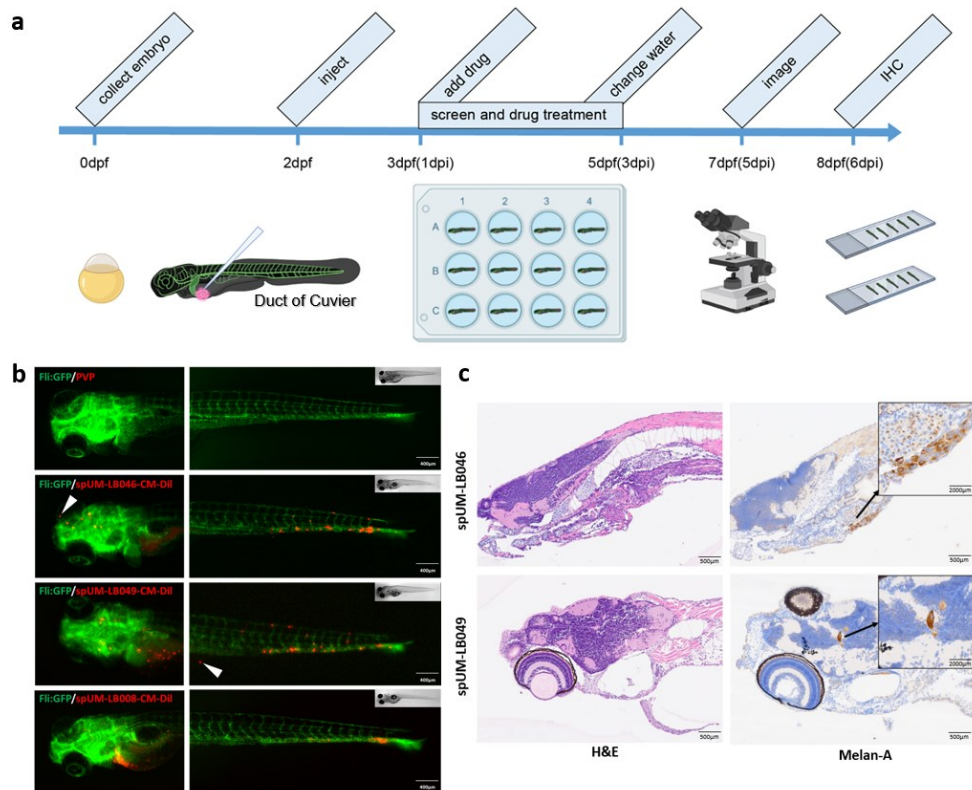 a
collect embryo
inject
add drug
change water
image
IHC
screen and drug treatment
0dpf
2dpf
3dpf(1dpi)
5dpf(3dpi)
7dpf(5dpi)
8dpf(6dpi)
1 2 3 4
A
B
C
Duct of Cuvier
b
Fli:GFP/PVP
400μm
Fli:GFP/spUM-LB046-CM-Dil
400μm
Fli:GFP/spUM-LB049-CM-Dil
400μm
Fli:GFP/spUM-LB008-CM-Dil
400μm
c
spUM-LB046
500μm
2000μm
500μm
spUM-LB049
500μm
2000μm
500μm
H&E
Melan-A